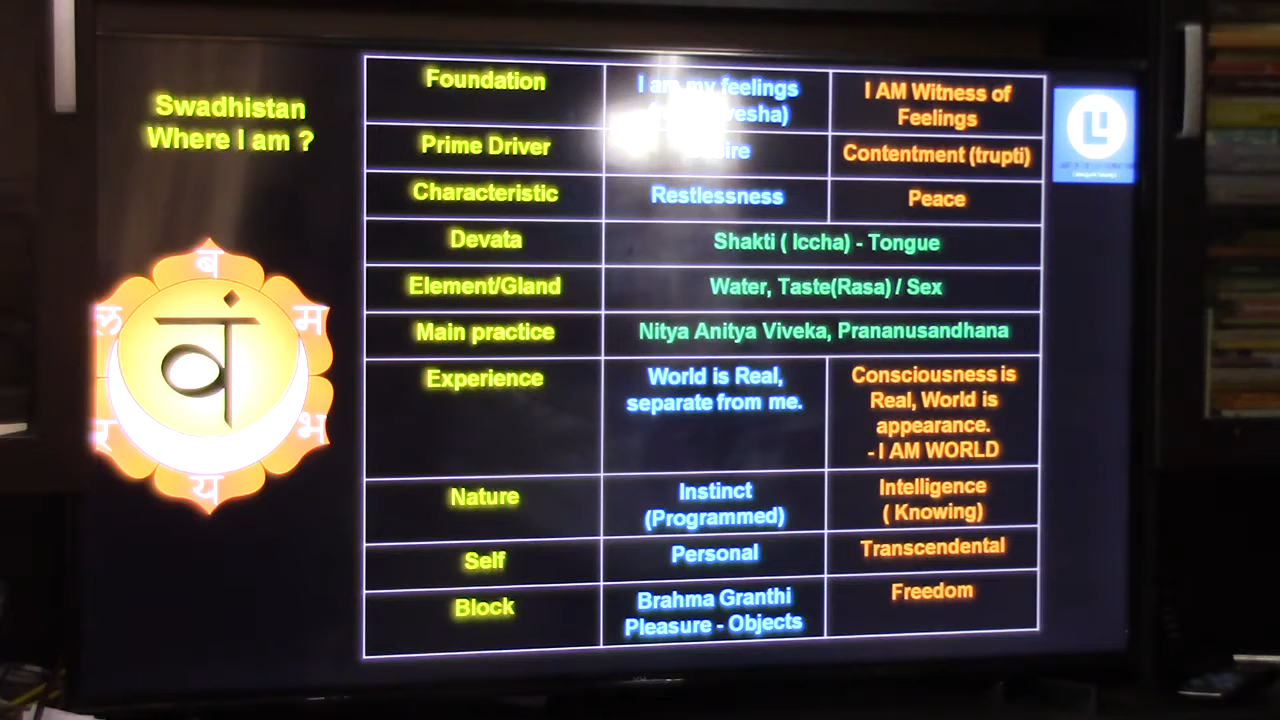 Swadhistan
Where I am ?
ब
ल
म
वं
र
भ
य
Foundation
I am my feelings
I AM Witness of
Feelings
Prime Driver
Contentment (trupti)
Characteristic
Restlessness
Peace
Devata
Shakti ( Iccha) - Tongue
Element/Gland
Water, Taste(Rasa) / Sex
Main practice
Nitya Anitya Viveka, Prananusandhana
Experience
World is Real,
separate from me.
Consciousness is
Real, World is
appearance.
- I AM WORLD
Nature
Instinct
(Programmed)
Intelligence
( Knowing)
Self
Personal
Transcendental
Block
Brahma Granthi
Pleasure - Objects
Freedom